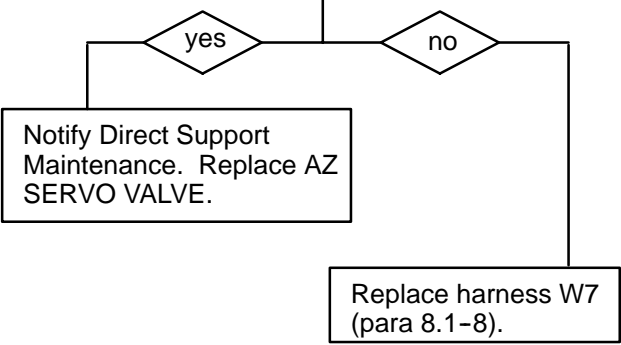 yes
no
Notify Direct Support
Maintenance. Replace AZ
SERVO VALVE.
Replace harness W7
(para 8.1-8).